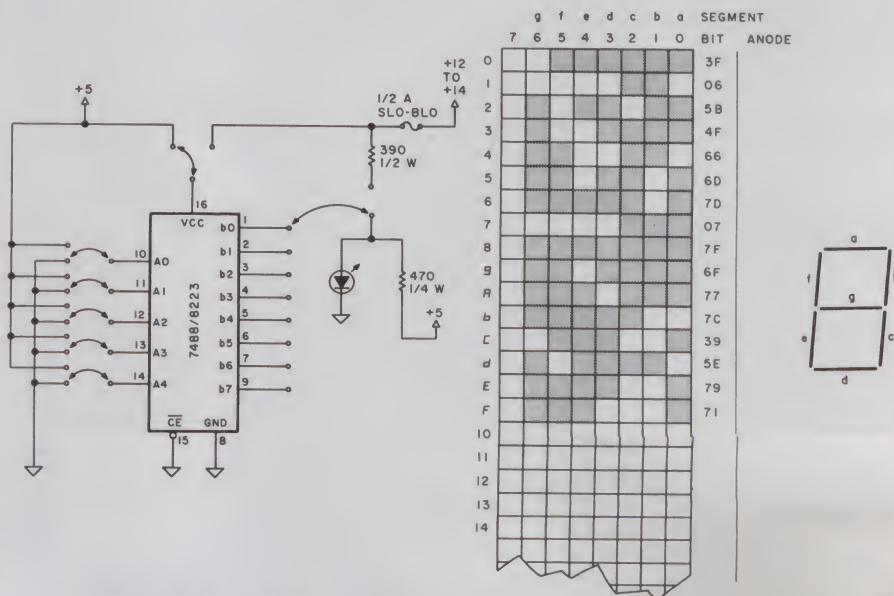 +5
1/2 A
SLO-BLO
+12
TO
+14
390
1/2 W
16
VCC
10 A0
11 A1
12 A2
13 A3
14 A4
7488/8223
b0 1
b1 2
b2 3
b3 4
b4 5
b5 6
b6 7
b7 9
CE GND
15 8
470
1/4 W
+5
g f e d c b a SEGMENT
7 6 5 4 3 2 1 0 BIT ANODE
0 3F
1 06
2 5B
3 4F
4 66
5 6D
6 7D
7 07
8 7F
9 6F
A 77
b 7C
C 39
d 5E
E 79
F 71
10
11
12
13
14
a
f
g
e
c
d